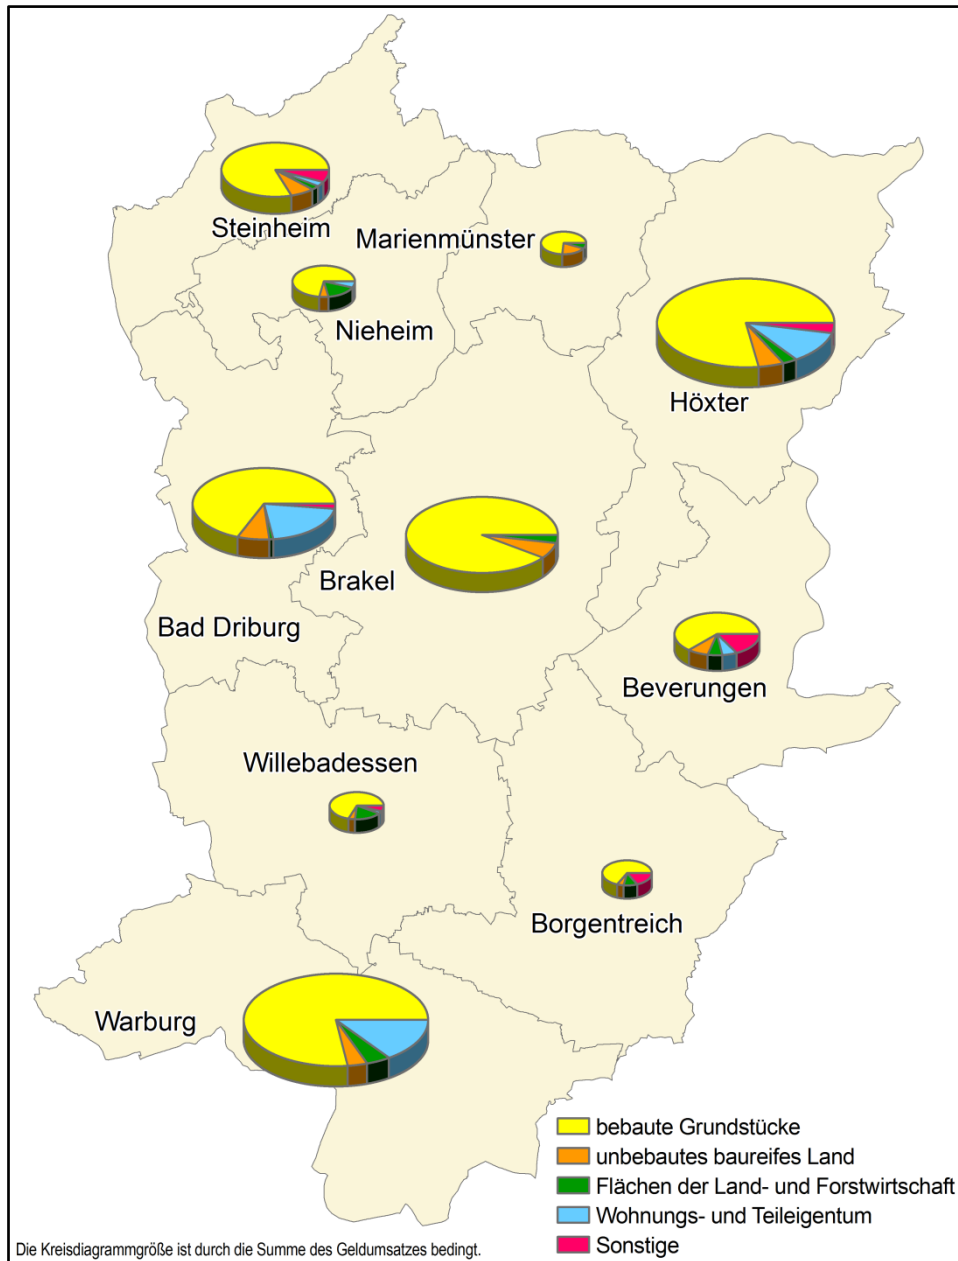 Steinheim
Marienmünster
Nieheim
Höxter
Brakel
Bad Driburg
Beverungen
Willebadessen
Borgentreich
Warburg
bebaute Grundstücke
unbebautes baureifes Land
Flächen der Land- und Forstwirtschaft
Wohnungs- und Teileigentum
Sonstige
Die Kreisdiagrammgröße ist durch die Summe des Geldumsatzes bedingt.